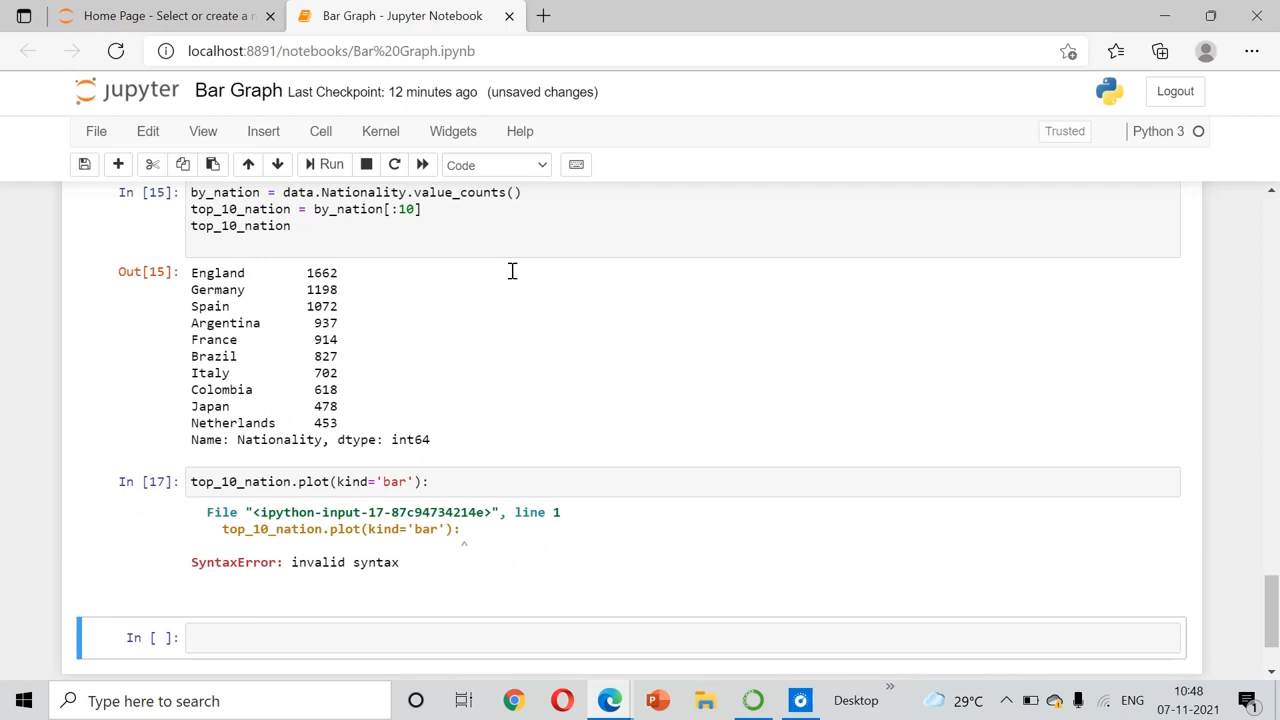 Home Page - Select or create a n
Bar Graph - Jupyter Notebook
localhost:8891/notebooks/Bar%20Graph.ipynb
jupyter Bar Graph Last Checkpoint: 12 minutes ago (unsaved changes)
Logout
File Edit View Insert Cell Kernel Widgets Help
Trusted
Python 3
Run
Code
In [15]: by_nation = data.Nationality.value_counts()
top_10_nation = by_nation[:10]
top_10_nation
Out[15]: England 1662
Germany 1198
Spain 1072
Argentina 937
France 914
Brazil 827
Italy 702
Colombia 618
Japan 478
Netherlands 453
Name: Nationality, dtype: int64
In [17]: top_10_nation.plot(kind='bar'):
File "<ipython-input-17-87c94734214e>", line 1
top_10_nation.plot(kind='bar'):
^
SyntaxError: invalid syntax
In [ ]:
Type here to search
Desktop
»
29°C
ENG
10:48
07-11-2021
1